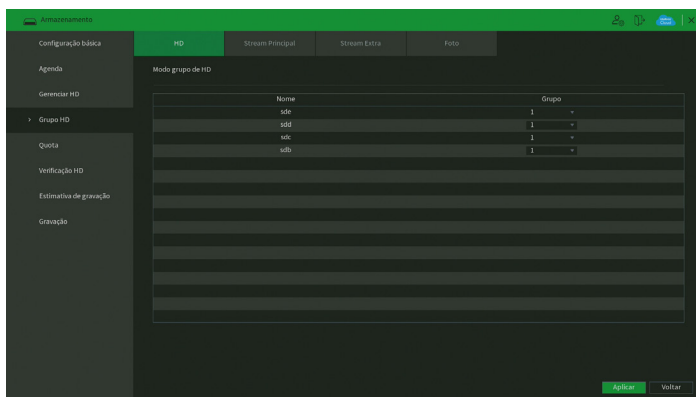 Armazenamento
Configuração básica
Agenda
Gerenciar HD
Grupo HD
Quota
Verificação HD
Estimativa de gravação
Gravação
HD Stream Principal Stream Extra Foto
Modo grupo de HD
Nome Grupo
sde 1
sdd 1
sdc 1
sdb 1
Aplicar Voltar